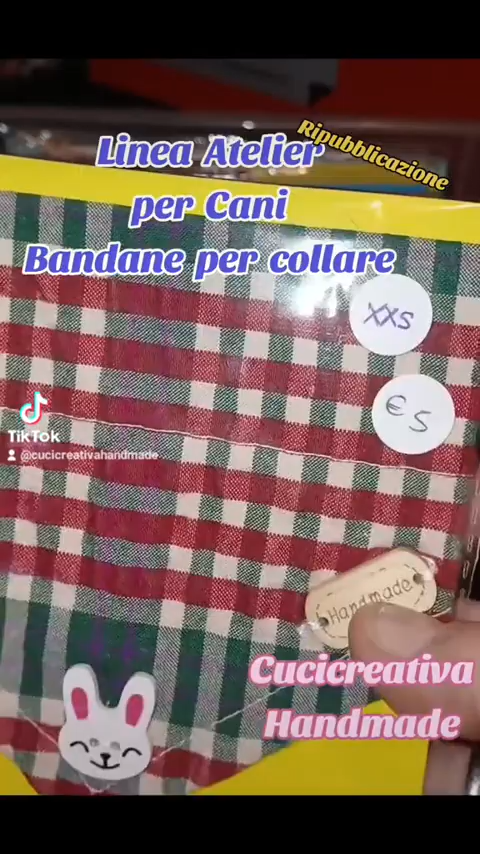 Ripubblicazione
Linea Atelier
per Cani
Bandane per collare
XXS
€ 5
TikTok
@cucicreativahandmade
Handmade
Cucicreativa
Handmade